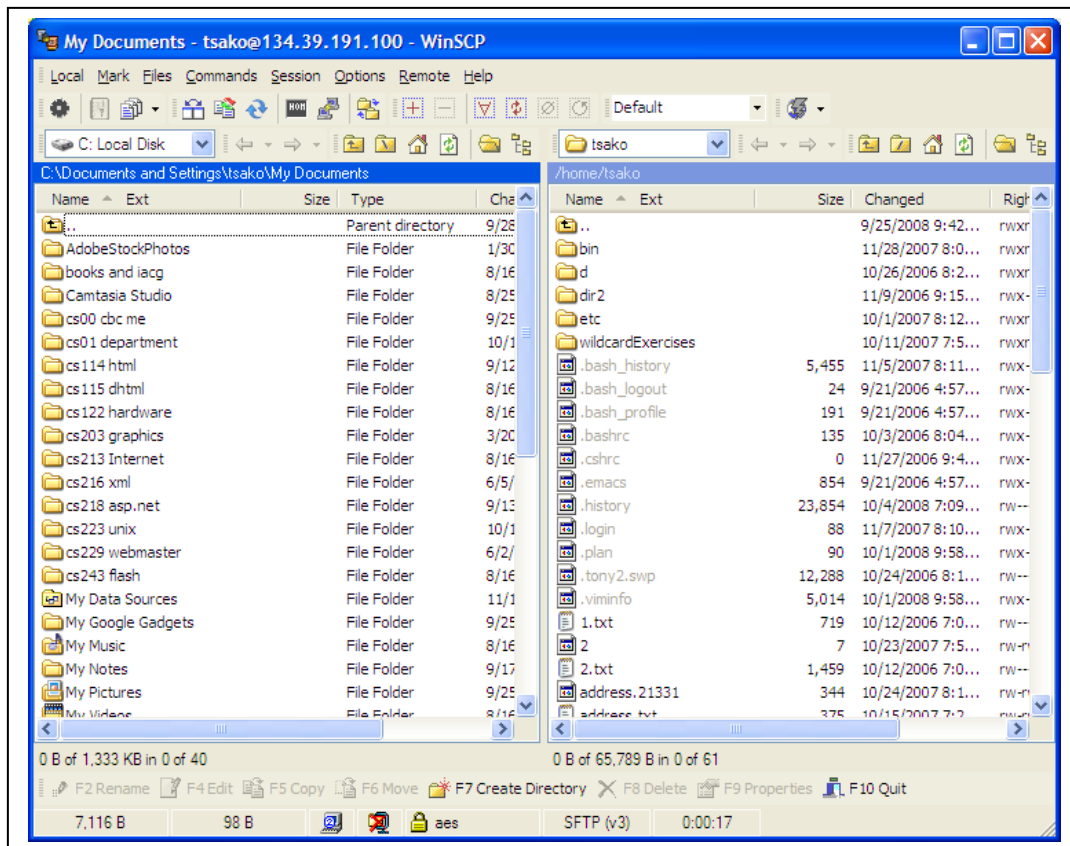 My Documents - tsako@134.39.191.100 - WinSCP
Local Mark Files Commands Session Options Remote Help
Default
C: Local Disk
tsako
C:\Documents and Settings\tsako\My Documents
/home/tsako
Name Ext Size Type Cha
Name Ext Size Changed Righ
.. Parent directory 9/28
AdobeStockPhotos File Folder 1/30
books and iacg File Folder 8/16
Camtasia Studio File Folder 8/25
cs00 cbc me File Folder 9/25
cs01 department File Folder 10/1
cs114 html File Folder 9/12
cs115 dhtml File Folder 8/16
cs122 hardware File Folder 8/16
cs203 graphics File Folder 3/20
cs213 Internet File Folder 8/16
cs216 xml File Folder 6/5/
cs218 asp.net File Folder 9/13
cs223 unix File Folder 10/1
cs229 webmaster File Folder 6/2/
cs243 flash File Folder 8/16
My Data Sources File Folder 11/1
My Google Gadgets File Folder 9/25
My Music File Folder 8/16
My Notes File Folder 9/17
My Pictures File Folder 9/25
My Videos File Folder 8/16
.. 9/25/2008 9:42... rwxr
bin 11/28/2007 8:0... rwxr
d 10/26/2006 8:2... rwxr
dir2 11/9/2006 9:15... rwx-
etc 10/1/2007 8:12... rwxr
wildcardExercises 10/11/2007 7:5... rwxr
.bash_history 5,455 11/5/2007 8:11... rwx-
.bash_logout 24 9/21/2006 4:57... rwx-
.bash_profile 191 9/21/2006 4:57... rwx-
.bashrc 135 10/3/2006 8:04... rwx-
.cshrc 0 11/27/2006 9:4... rwx-
.emacs 854 9/21/2006 4:57... rwx-
.history 23,854 10/4/2008 7:09... rw--
.login 88 11/7/2007 8:10... rwx-
.plan 90 10/1/2008 9:58... rwx-
.tony2.swp 12,288 10/24/2006 8:1... rw--
.viminfo 5,014 10/1/2008 9:58... rwx-
1.txt 719 10/12/2006 7:0... rw--
2 7 10/23/2007 7:5... rw-r
2.txt 1,459 10/12/2006 7:0... rw--
address.21331 344 10/24/2007 8:1... rw-r
address.txt 375 10/15/2007 7:2... rw-r
0 B of 1,333 KB in 0 of 40
0 B of 65,789 B in 0 of 61
F2 Rename F4 Edit F5 Copy F6 Move F7 Create Directory F8 Delete F9 Properties F10 Quit
7,116 B 98 B aes SFTP (v3) 0:00:17